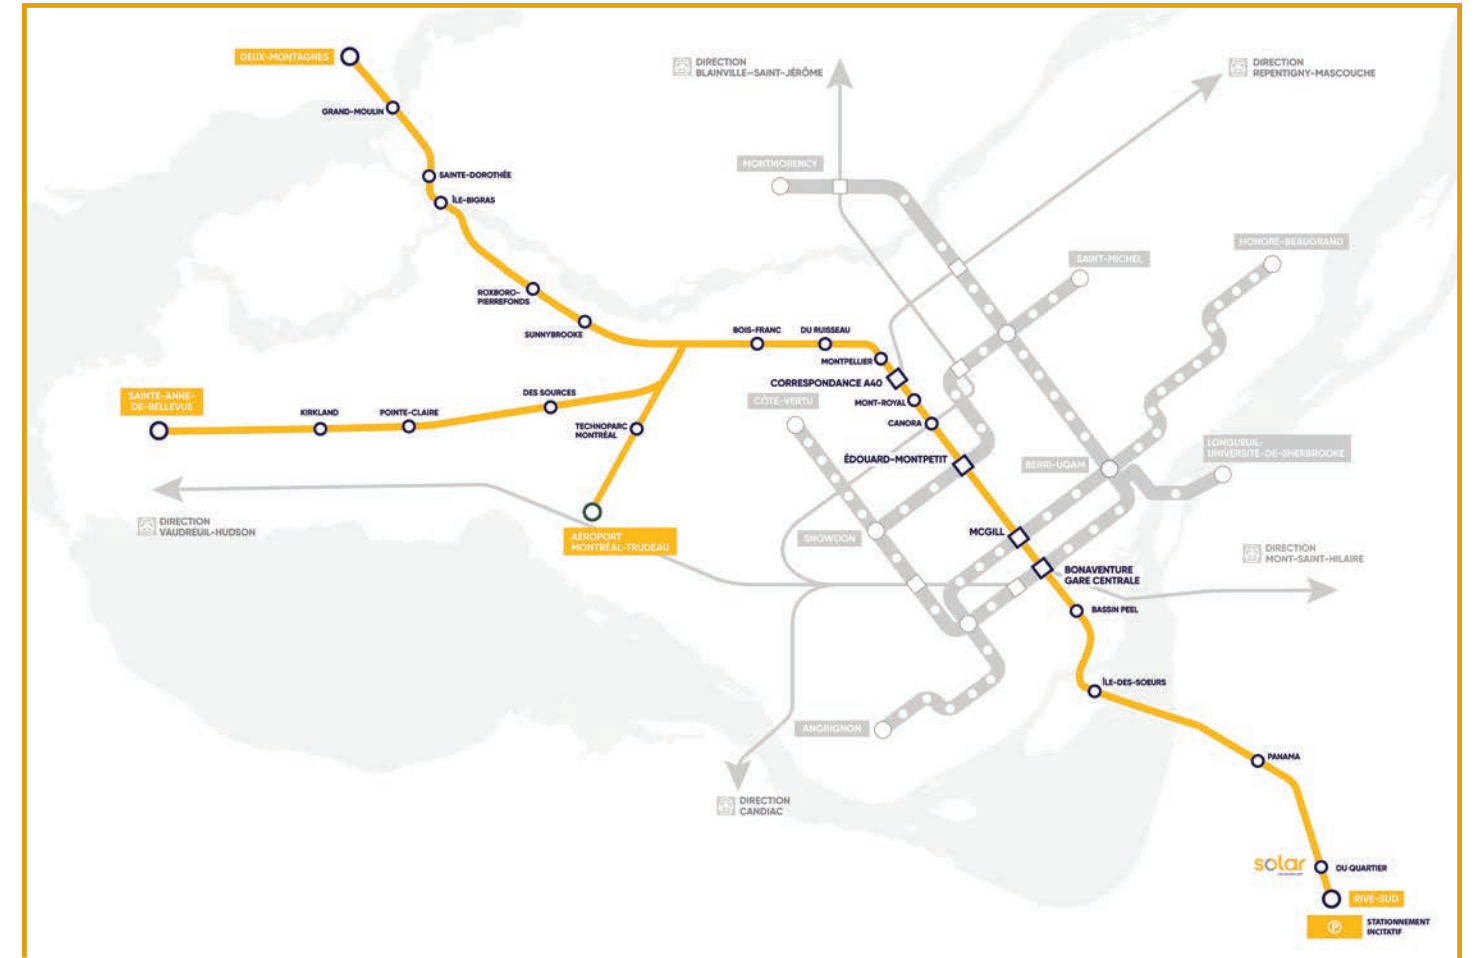 DEUX-MONTAGNES
GRAND-MOULIN
SAINTE-DOROTHÉE
ÎLE-BIGRAS
ROXBORO-
PIERREFONDS
SUNNYBROOKE
DIRECTION
BLAINVILLE–SAINT-JÉRÔME
DIRECTION
REPENTIGNY-MASCOUCHE
MONTMORENCY
SAINT-MICHEL
HONORÉ-BEAUGRAND
BOIS-FRANC
DU RUISSEAU
MONTPELLIER
CORRESPONDANCE A40
MONT-ROYAL
CANORA
CÔTE-VERTU
ÉDOUARD-MONTPETIT
SAINTE-ANNE-
DE-BELLEVUE
KIRKLAND
POINTE-CLAIRE
DES SOURCES
TECHNOPARC
MONTRÉAL
BERRI-UQAM
LONGUEUIL-
UNIVERSITÉ-DE-SHERBROOKE
DIRECTION
VAUDREUIL-HUDSON
AÉROPORT
MONTRÉAL-TRUDEAU
SNOWDON
MCGILL
BONAVENTURE
GARE CENTRALE
DIRECTION
MONT-SAINT-HILAIRE
BASSIN PEEL
ÎLE-DES-SOEURS
ANGRIGNON
DIRECTION
CANDIAC
PANAMA
solar
DU QUARTIER
RIVE-SUD
P
STATIONNEMENT
INCITATIF